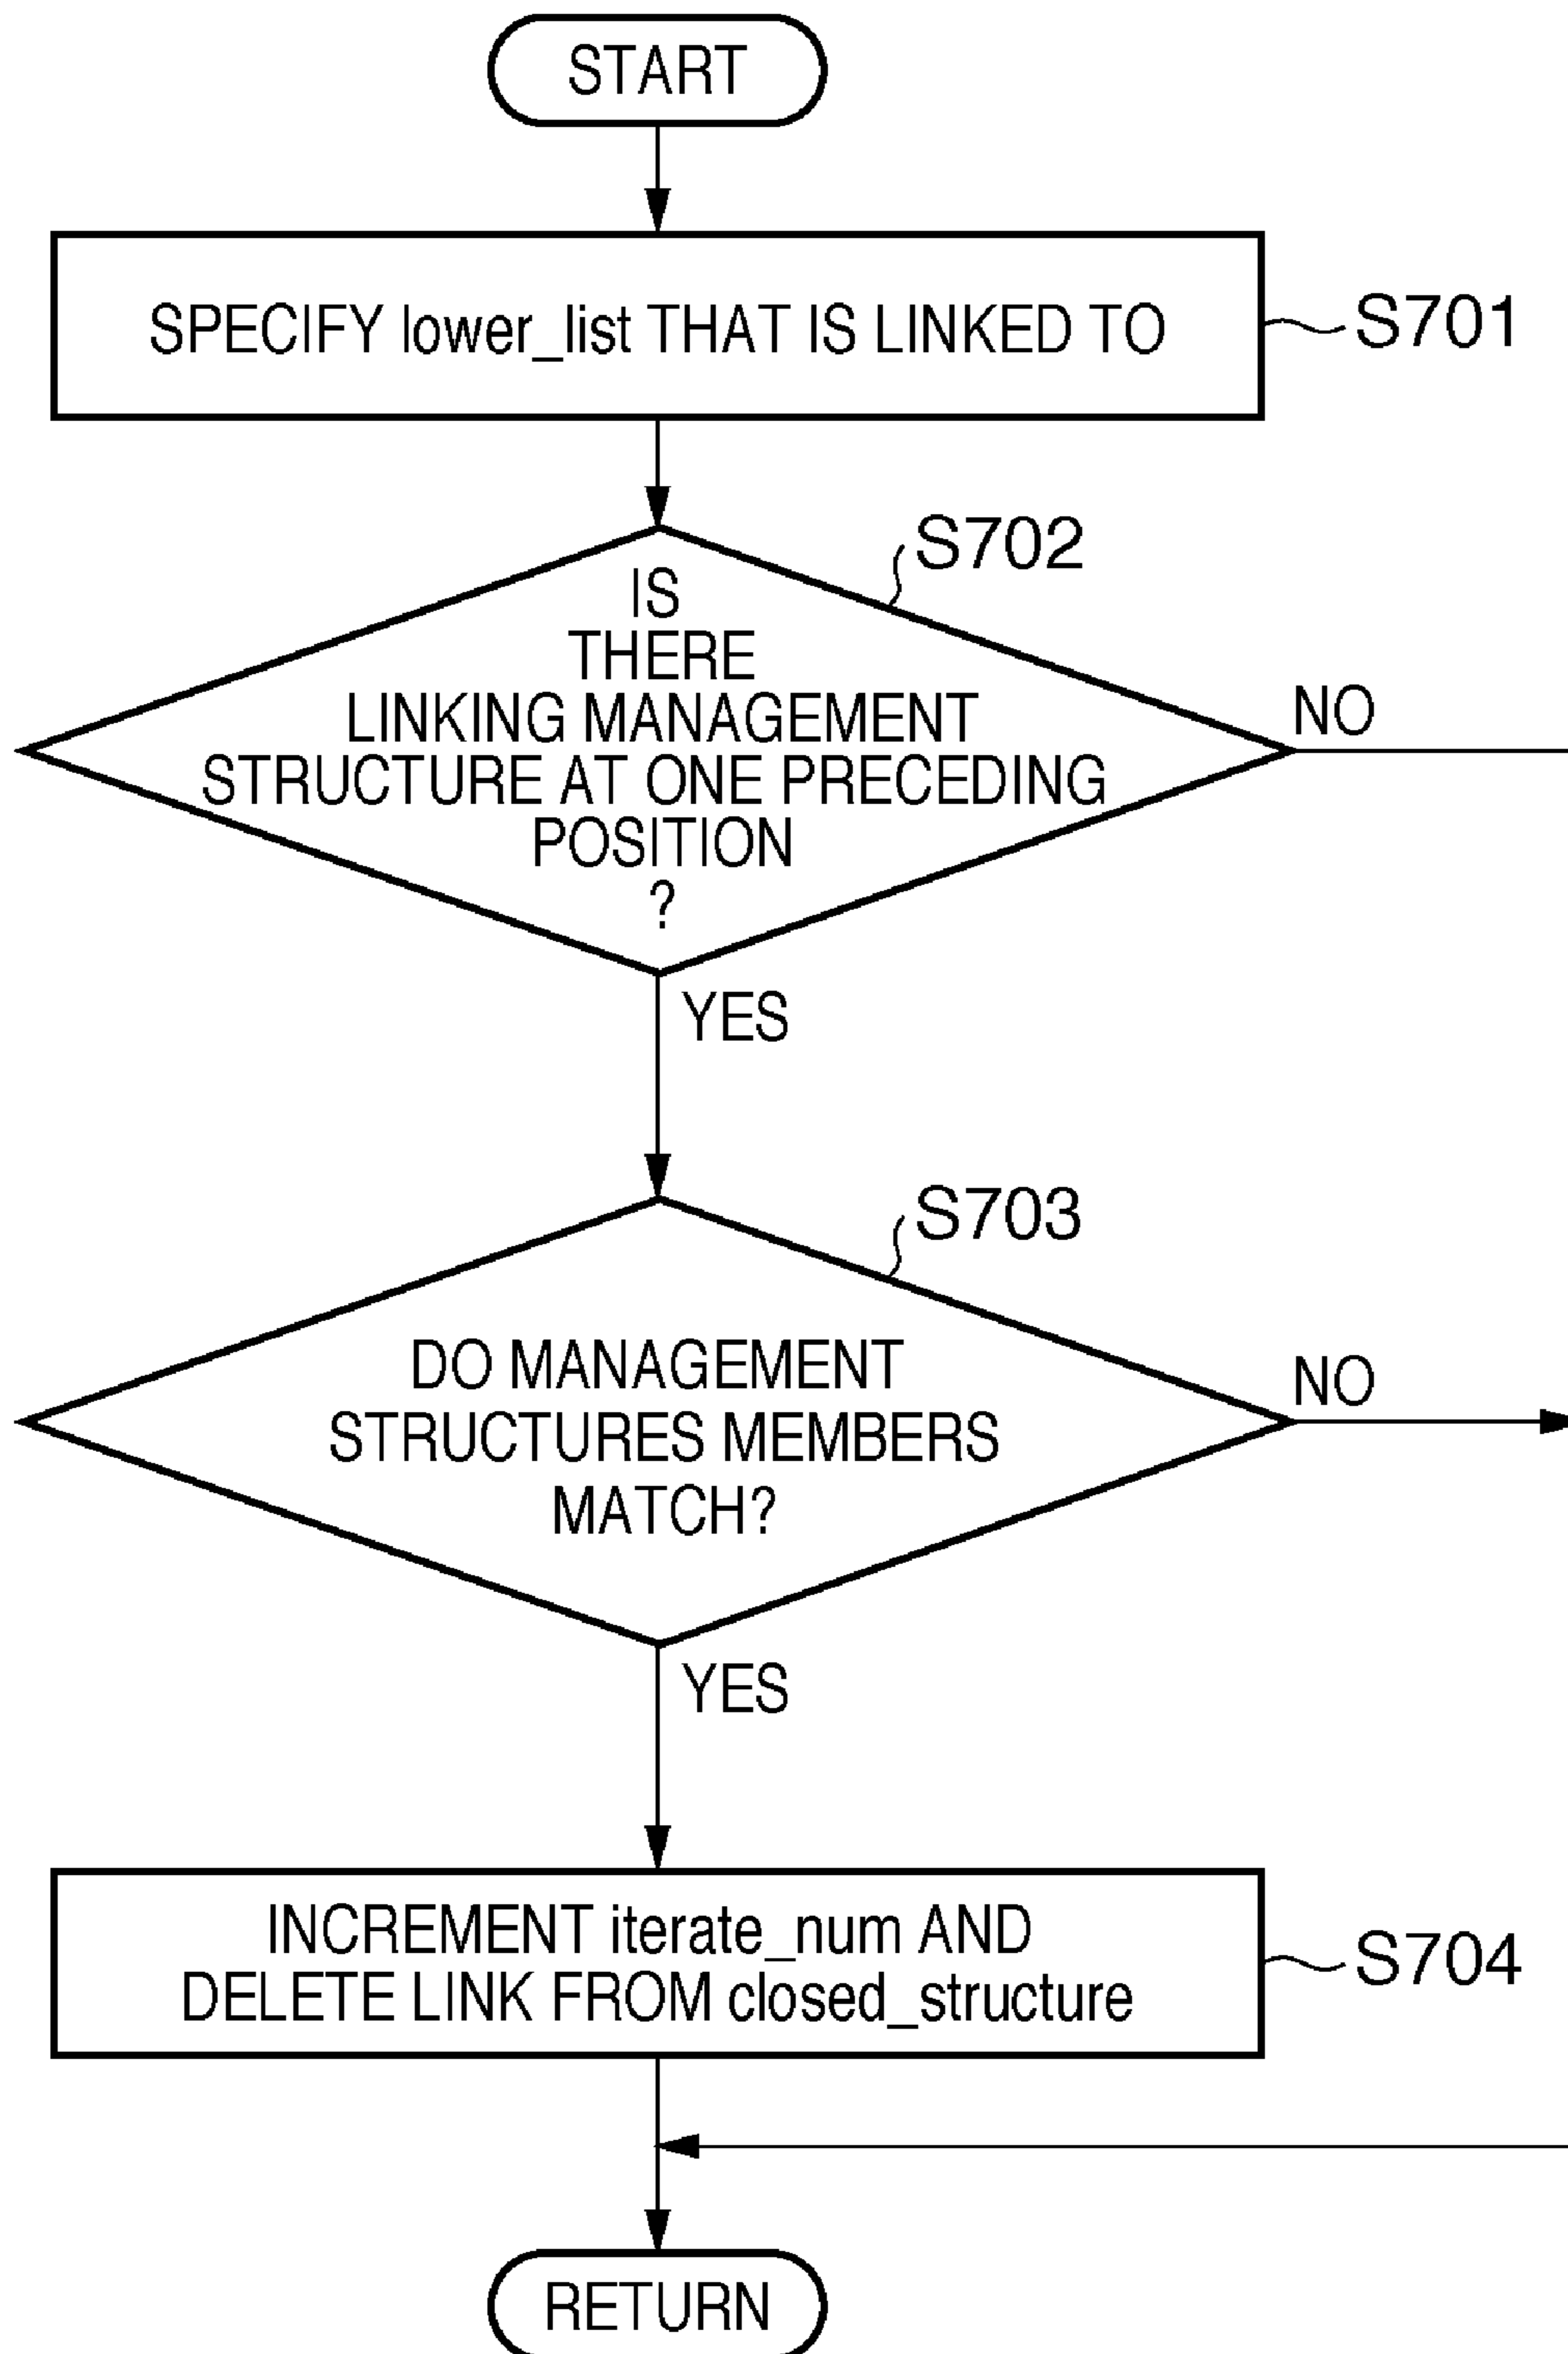 START
SPECIFY lower_list THAT IS LINKED TO
S701
S702
IS
THERE
LINKING MANAGEMENT
STRUCTURE AT ONE PRECEDING
POSITION
?
NO
YES
S703
DO MANAGEMENT
STRUCTURES MEMBERS
MATCH?
NO
YES
INCREMENT iterate_num AND
DELETE LINK FROM closed_structure
S704
RETURN